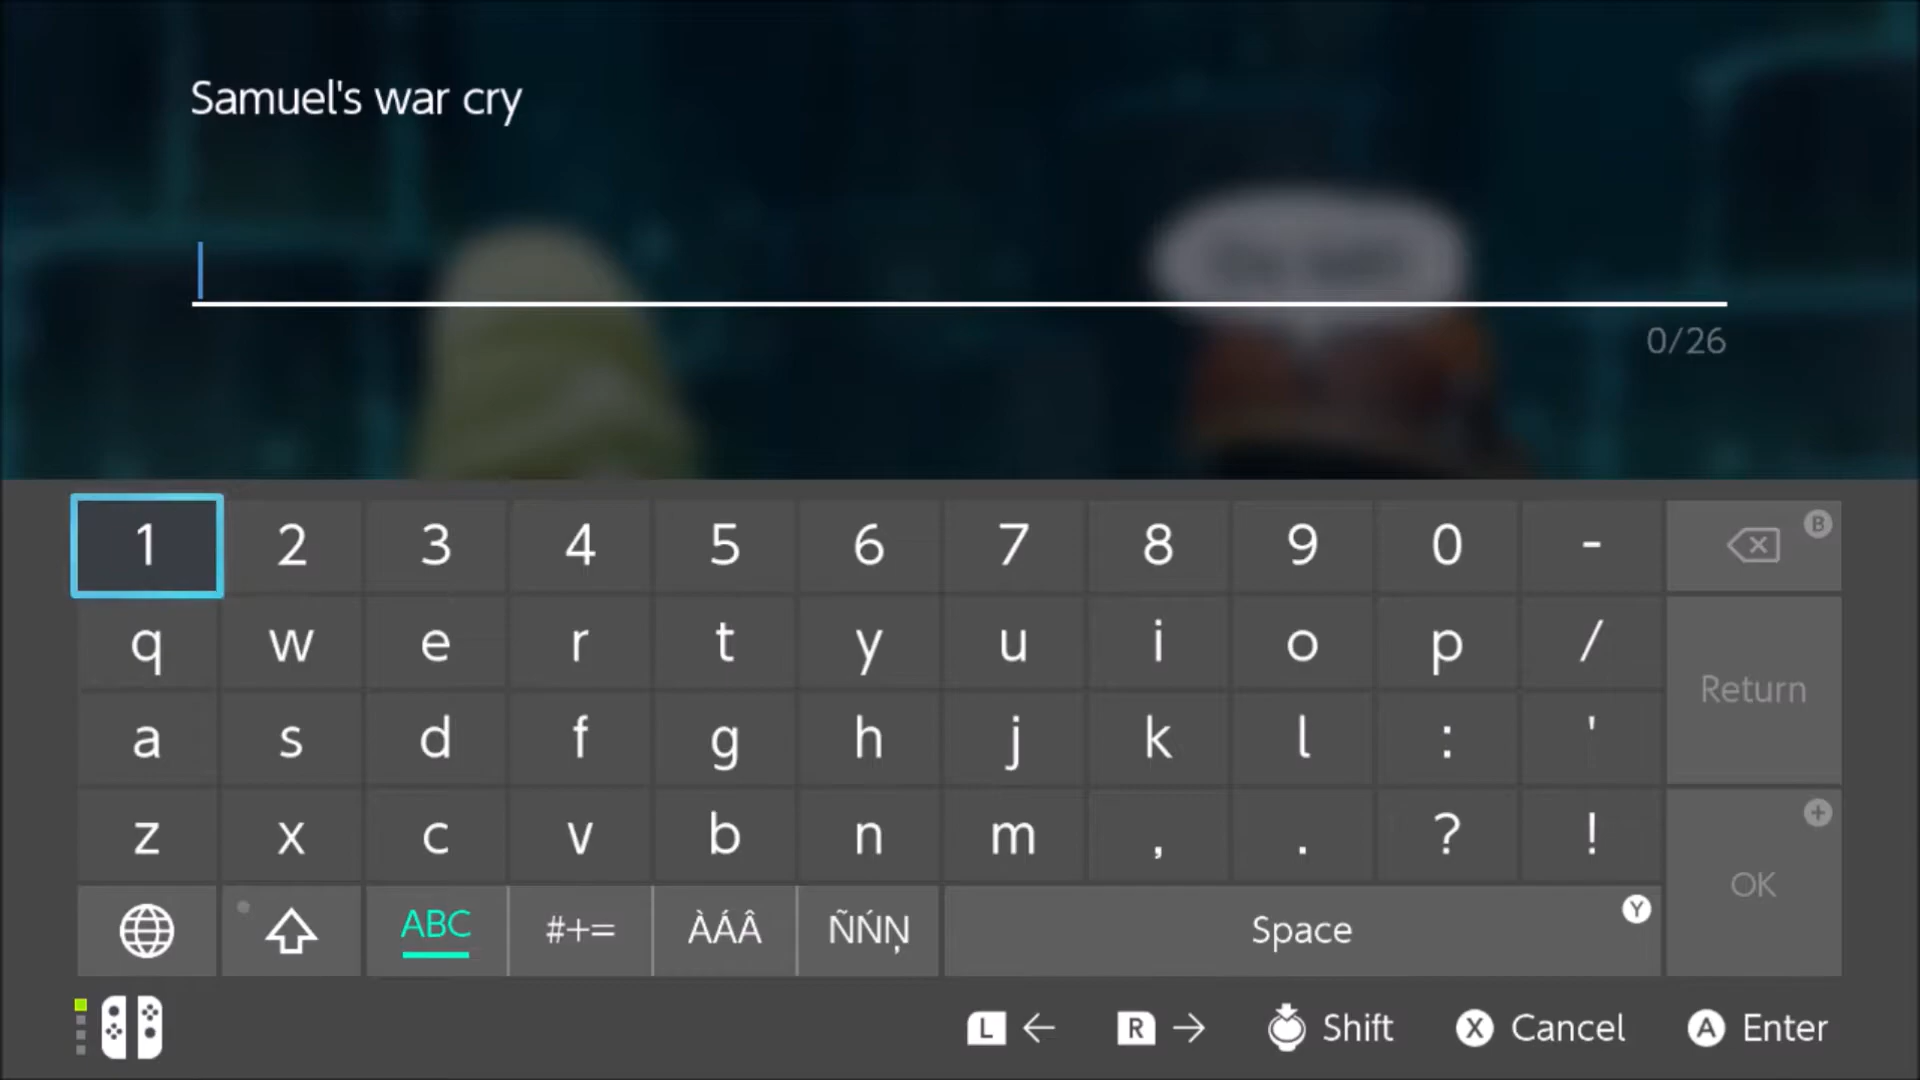 Samuel's war cry
0/26
1 2 3 4 5 6 7 8 9 0 - B
q w e r t y u i o p /
Return
a s d f g h j k l : '
z x c v b n m , . ? ! +
OK
ABC #+= ÀÁÂ ÑŃŅ Space Y
L ← R → Shift X Cancel A Enter